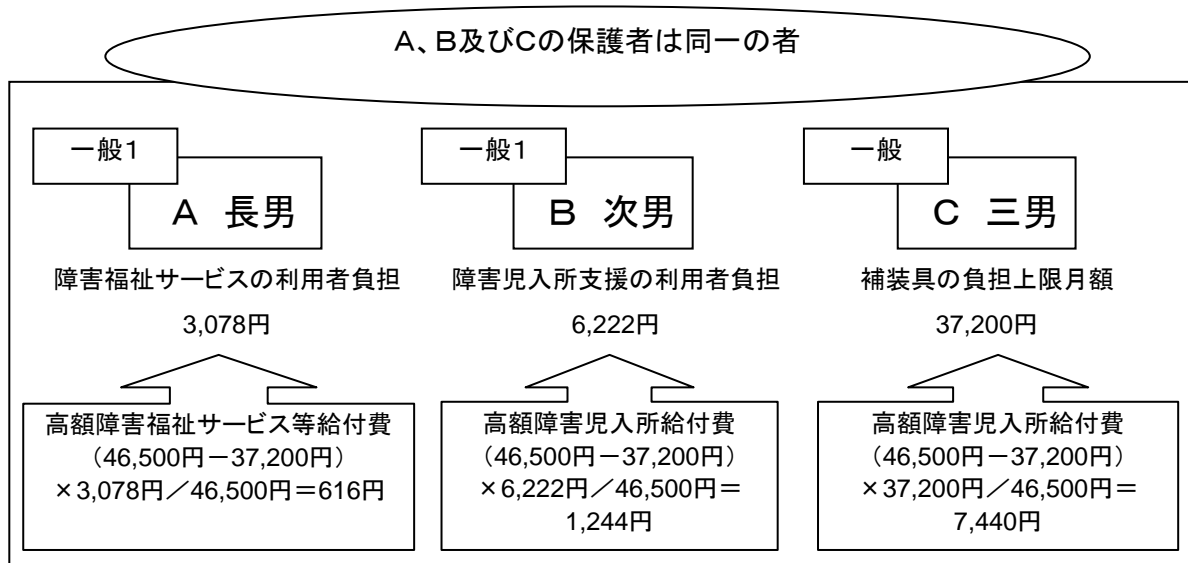 A、B及びCの保護者は同一の者
一般1
A 長男
障害福祉サービスの利用者負担
3,078円
高額障害福祉サービス等給付費
(46,500円－37,200円)
×3,078円／46,500円＝616円
一般1
B 次男
障害児入所支援の利用者負担
6,222円
高額障害児入所給付費
(46,500円－37,200円)
×6,222円／46,500円＝
1,244円
一般
C 三男
補装具の負担上限月額
37,200円
高額障害児入所給付費
(46,500円－37,200円)
×37,200円／46,500円＝
7,440円